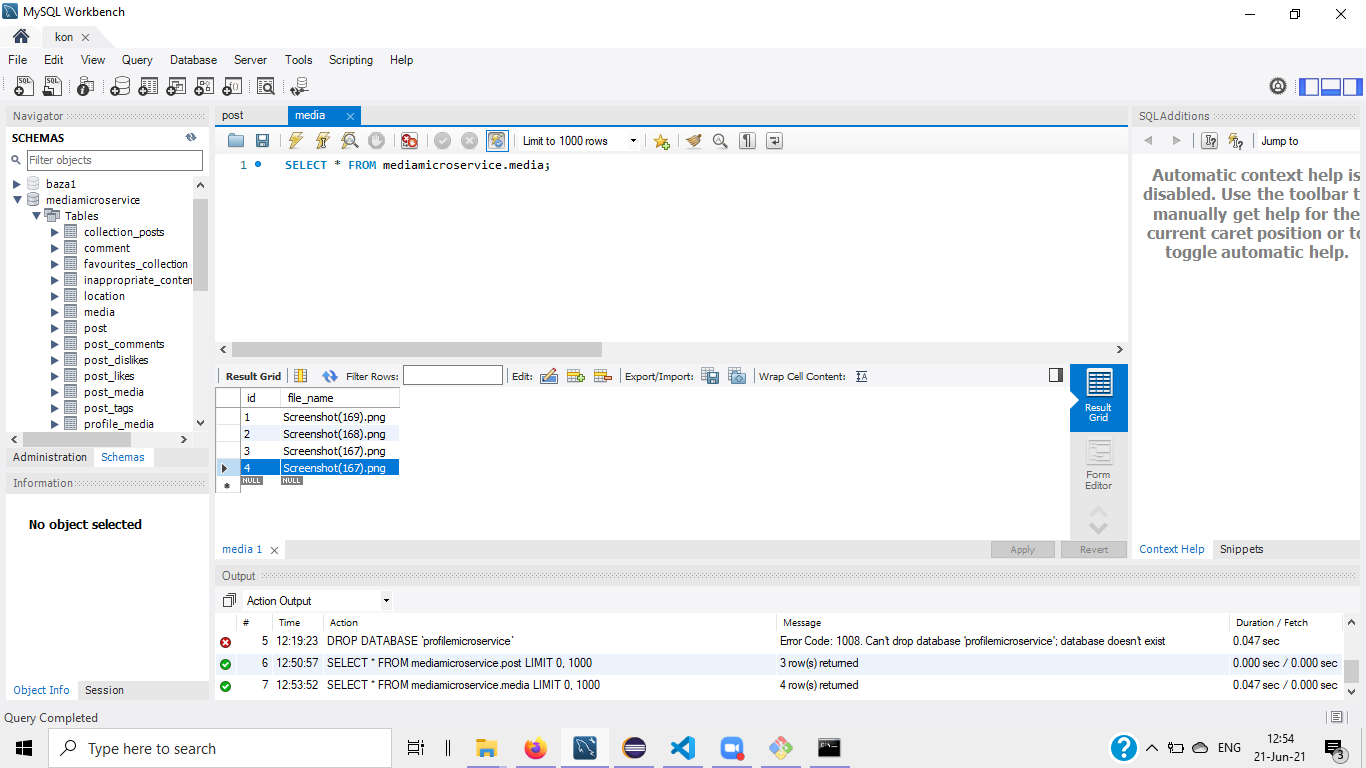 MySQL Workbench
kon
File Edit View Query Database Server Tools Scripting Help
Navigator
SCHEMAS
Filter objects
baza1
mediamicroservice
Tables
collection_posts
comment
favourites_collection
inappropriate_conten
location
media
post
post_comments
post_dislikes
post_likes
post_media
post_tags
profile_media
Administration Schemas
Information
No object selected
Object Info Session
post media
Limit to 1000 rows
1 SELECT * FROM mediamicroservice.media;
Result Grid Filter Rows: Edit: Export/Import: Wrap Cell Content:
id file_name
1 Screenshot(169).png
2 Screenshot(168).png
3 Screenshot(167).png
4 Screenshot(167).png
NULL NULL
Result
Grid
Form
Editor
media 1 Apply Revert
SQLAdditions
Jump to
Automatic context help is
disabled. Use the toolbar t
manually get help for the
current caret position or to
toggle automatic help.
Context Help Snippets
Output
Action Output
# Time Action Message Duration / Fetch
5 12:19:23 DROP DATABASE `profilemicroservice` Error Code: 1008. Can't drop database 'profilemicroservice'; database doesn't exist 0.047 sec
6 12:50:57 SELECT * FROM mediamicroservice.post LIMIT 0, 1000 3 row(s) returned 0.000 sec / 0.000 sec
7 12:53:52 SELECT * FROM mediamicroservice.media LIMIT 0, 1000 4 row(s) returned 0.047 sec / 0.000 sec
Query Completed
Type here to search
ENG
12:54
21-Jun-21
3